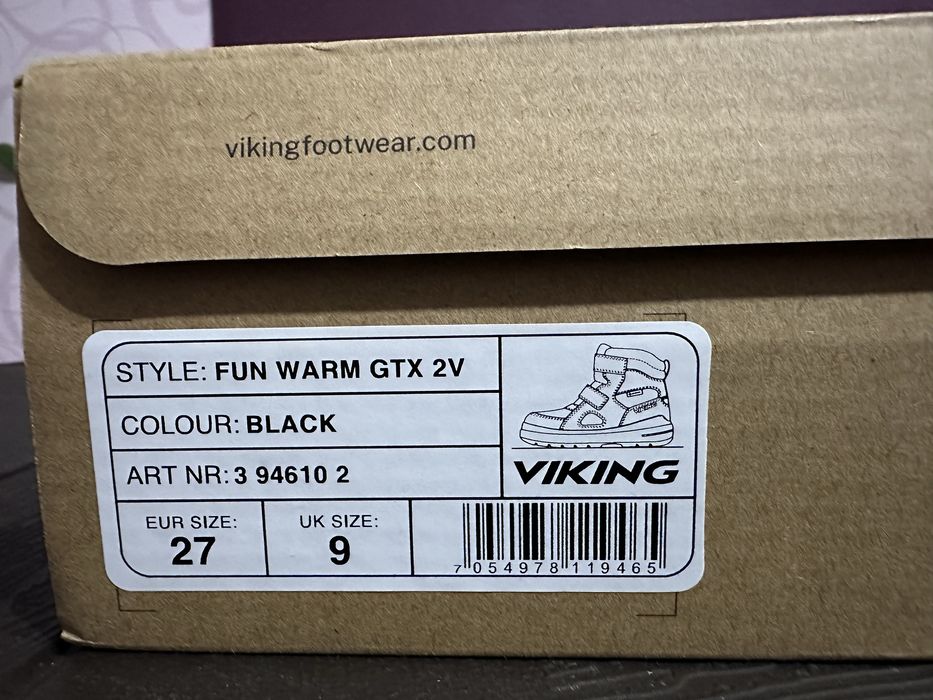 vikingfootwear.com
STYLE: FUN WARM GTX 2V
COLOUR: BLACK
ART NR: 3 94610 2
VIKING
EUR SIZE:
27
UK SIZE:
9
7 054978 119465